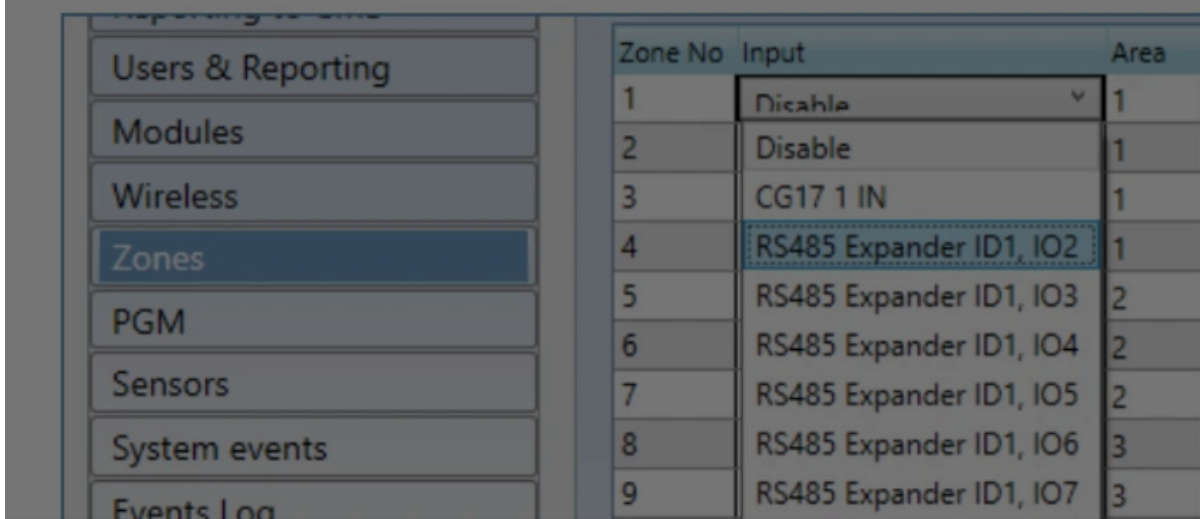 Reporting to CMS
Users & Reporting
Modules
Wireless
Zones
PGM
Sensors
System events
Events Log
Zone No Input Area
1 Disable 1
2 Disable 1
3 CG17 1 IN 1
4 RS485 Expander ID1, IO2 1
5 RS485 Expander ID1, IO3 2
6 RS485 Expander ID1, IO4 2
7 RS485 Expander ID1, IO5 2
8 RS485 Expander ID1, IO6 3
9 RS485 Expander ID1, IO7 3